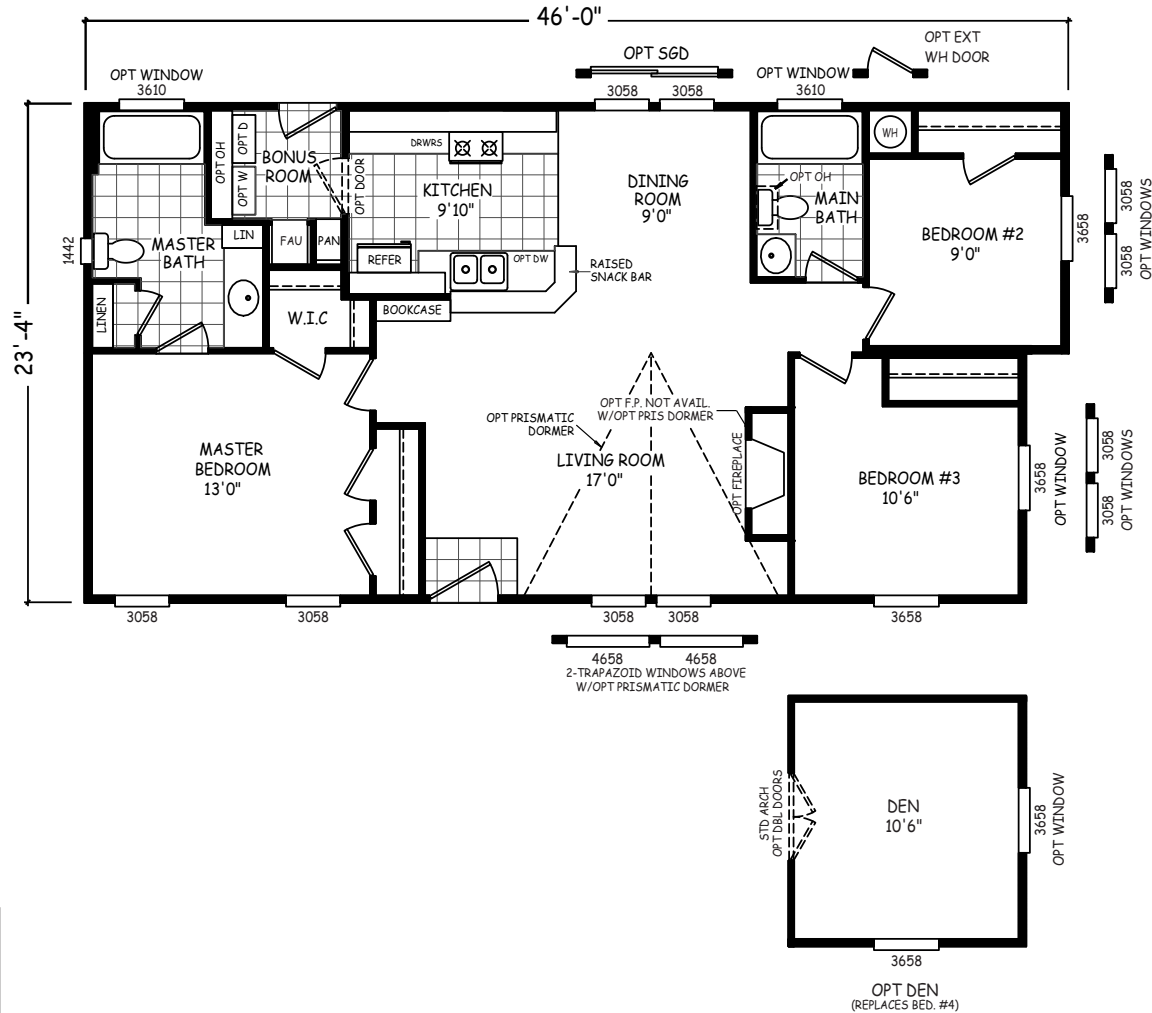 46'-0"
OPT EXT
WH DOOR
OPT SGD
OPT WINDOW
3610
3058
3058
OPT WINDOW
3610
23'-4"
OPT OH
OPT D
OPT W
BONUS
ROOM
OPT DOOR
DRWRS
KITCHEN
9'10"
DINING
ROOM
9'0"
OPT OH
MAIN
BATH
WH
BEDROOM #2
9'0"
3658
3058
3058
OPT WINDOWS
1442
MASTER
BATH
LIN
FAU
PAN
REFER
OPT DW
RAISED
SNACK BAR
LINEN
W.I.C
BOOKCASE
OPT F.P. NOT AVAIL.
W/OPT PRIS DORMER
OPT PRISMATIC
DORMER
MASTER
BEDROOM
13'0"
LIVING ROOM
17'0"
OPT FIREPLACE
BEDROOM #3
10'6"
3658
OPT WINDOW
3058
3058
OPT WINDOWS
3058
3058
3058
3058
3658
4658
4658
2-TRAPAZOID WINDOWS ABOVE
W/OPT PRISMATIC DORMER
STD ARCH
OPT DBL DOORS
DEN
10'6"
3658
OPT WINDOW
3658
OPT DEN
(REPLACES BED. #4)